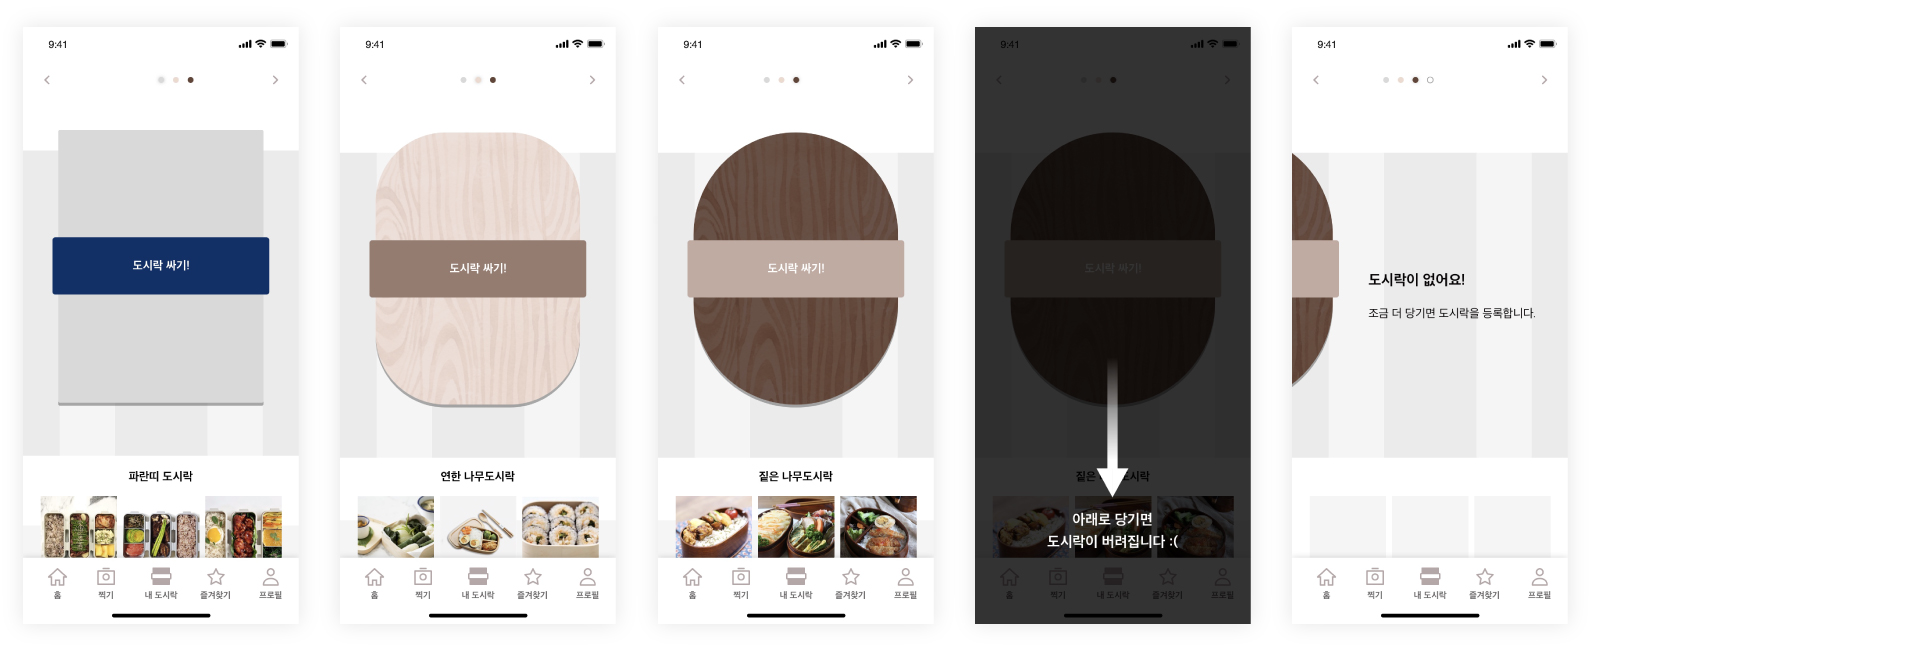 9:41
도시락 싸기!
파란띠 도시락
홈 찍기 내 도시락 즐겨찾기 프로필
9:41
도시락 싸기!
연한 나무도시락
홈 찍기 내 도시락 즐겨찾기 프로필
9:41
도시락 싸기!
짙은 나무도시락
홈 찍기 내 도시락 즐겨찾기 프로필
9:41
도시락 싸기!
짙은 도시락
아래로 당기면
도시락이 버려집니다 :(
홈 찍기 내 도시락 즐겨찾기 프로필
9:41
도시락이 없어요!
조금 더 당기면 도시락을 등록합니다.
홈 찍기 내 도시락 즐겨찾기 프로필